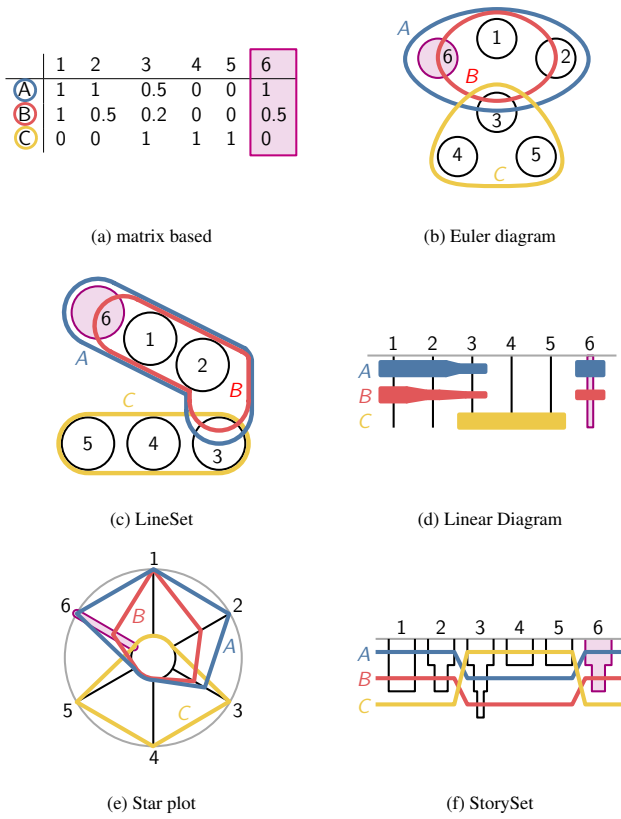 1 2 3 4 5 6
A 1 1 0.5 0 0 1
B 1 0.5 0.2 0 0 0.5
C 0 0 1 1 1 0
(a) matrix based
A
1
6
2
B
3
4
5
C
(b) Euler diagram
6
1
A
2
B
C
5
4
3
(c) LineSet
1 2 3 4 5 6
A
B
C
(d) Linear Diagram
1
6
2
B
A
5
C
3
4
(e) Star plot
1 2 3 4 5 6
A
B
C
(f) StorySet